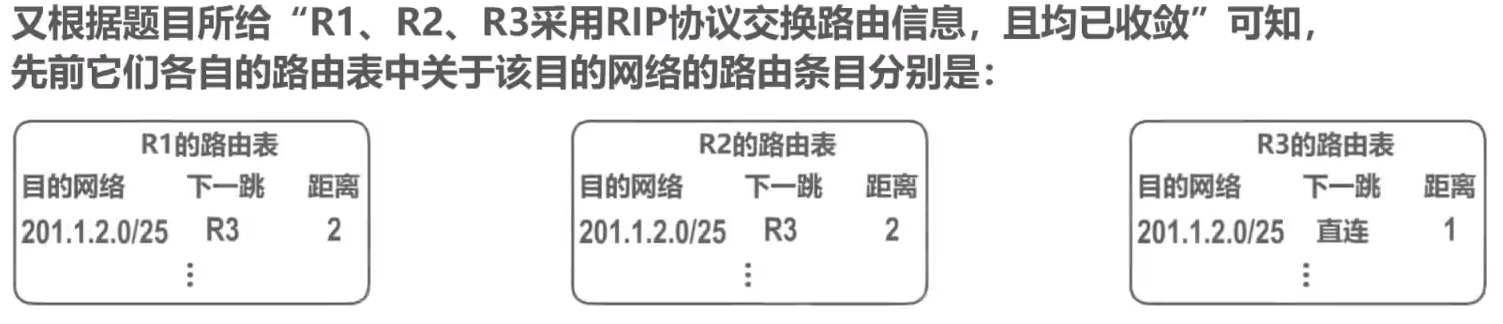 又根据题目所给“R1、R2、R3采用RIP协议交换路由信息，且均已收敛”可知，
先前它们各自的路由表中关于该目的网络的路由条目分别是：
R1的路由表
目的网络 下一跳 距离
201.1.2.0/25 R3 2
⋮
R2的路由表
目的网络 下一跳 距离
201.1.2.0/25 R3 2
⋮
R3的路由表
目的网络 下一跳 距离
201.1.2.0/25 直连 1
⋮